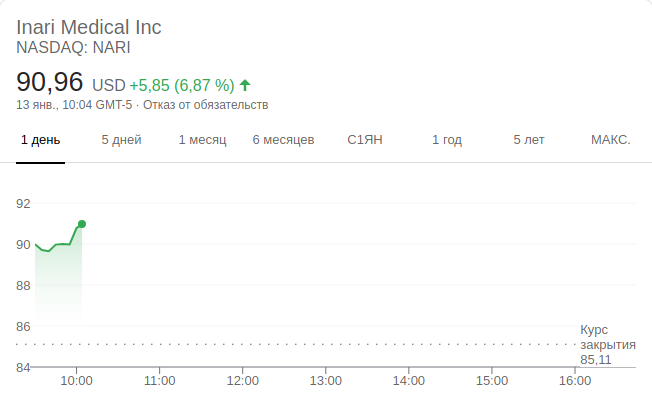 Inari Medical Inc
NASDAQ: NARI
90,96 USD +5,85 (6,87 %)
13 янв., 10:04 GMT-5 · Отказ от обязательств
1 день 5 дней 1 месяц 6 месяцев С1ЯН 1 год 5 лет МАКС.
92
90
88
86
Курс
закрытия
85,11
84
10:00 11:00 12:00 13:00 14:00 15:00 16:00